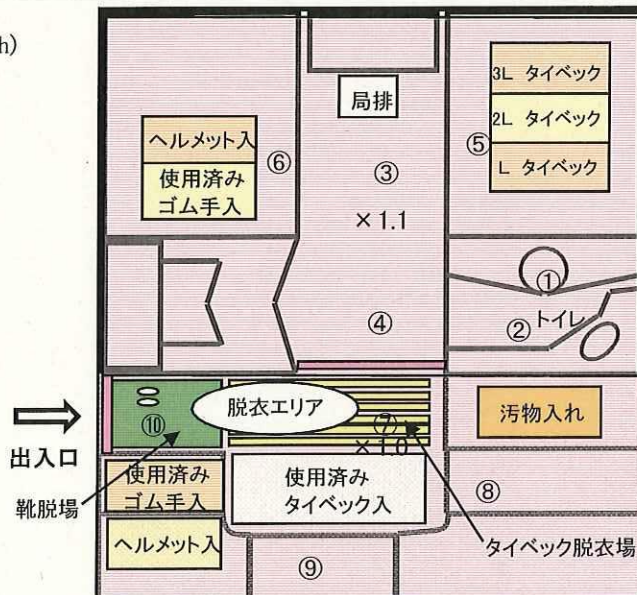 h)
局排
3L タイベック
2L タイベック
L タイベック
⑤
ヘルメット入
使用済み
ゴム手入
⑥
③
×1.1
④
①
②
トイレ
出入口
靴脱場
⑩
脱衣エリア
⑦
×1.0
汚物入れ
使用済み
ゴム手入
使用済み
タイベック入
⑧
ヘルメット入
タイベック脱衣場
⑨